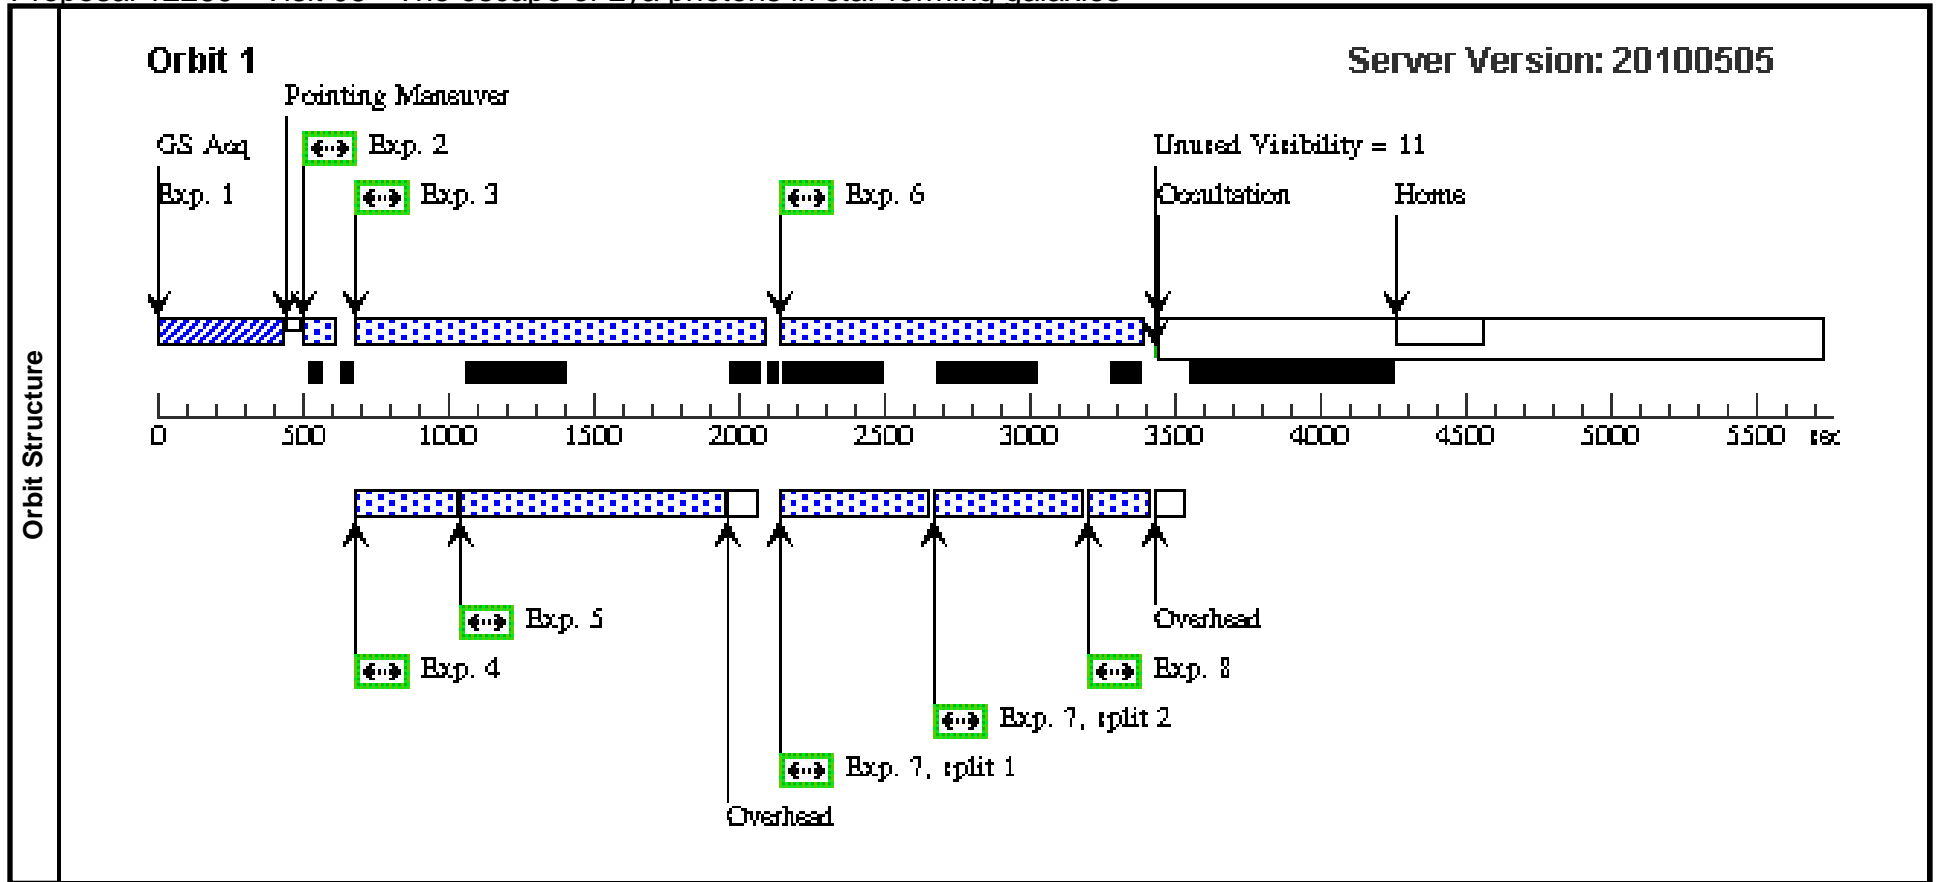 Orbit 1
Server Version: 20100505
Pointing Maneuver
GS Acq
Exp. 2
Unused Visibility = 11
Exp. 1
Exp. 3
Exp. 6
Occultation
Home
Orbit Structure
0 500 1000 1500 2000 2500 3000 3500 4000 4500 5000 5500 sec
Exp. 5
Overhead
Exp. 4
Exp. 8
Exp. 7, split 2
Exp. 7, split 1
Overhead